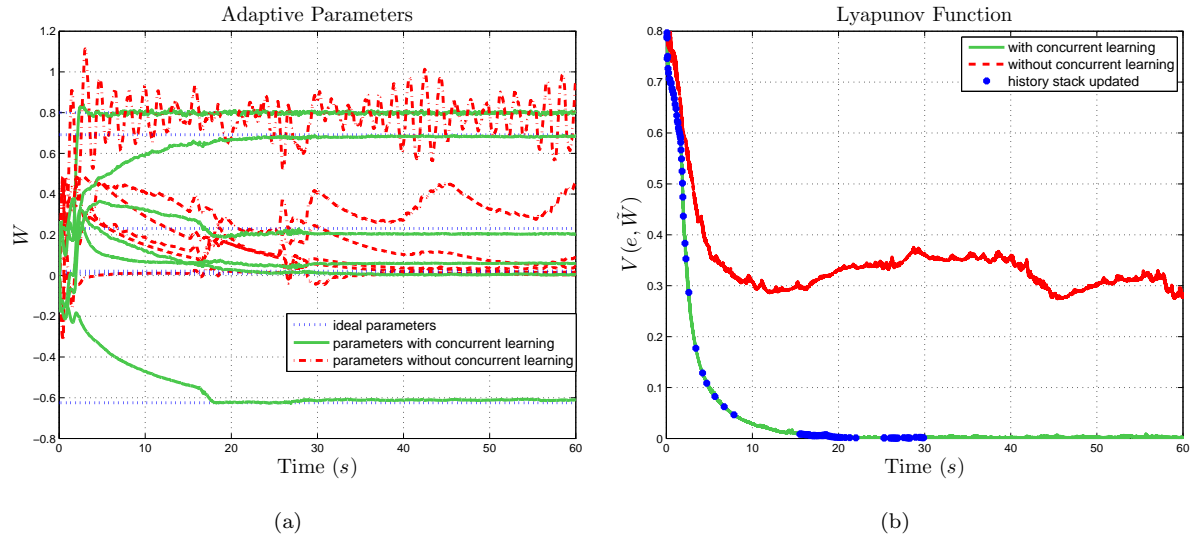 Adaptive Parameters
1.2
1
0.8
0.6
0.4
0.2
0
−0.2
−0.4
−0.6
−0.8
W
0 10 20 30 40 50 60
Time (s)
ideal parameters
parameters with concurrent learning
parameters without concurrent learning
(a)
Lyapunov Function
0.8
0.7
0.6
0.5
0.4
0.3
0.2
0.1
0
V(e, W̃)
0 10 20 30 40 50 60
Time (s)
with concurrent learning
without concurrent learning
history stack updated
(b)